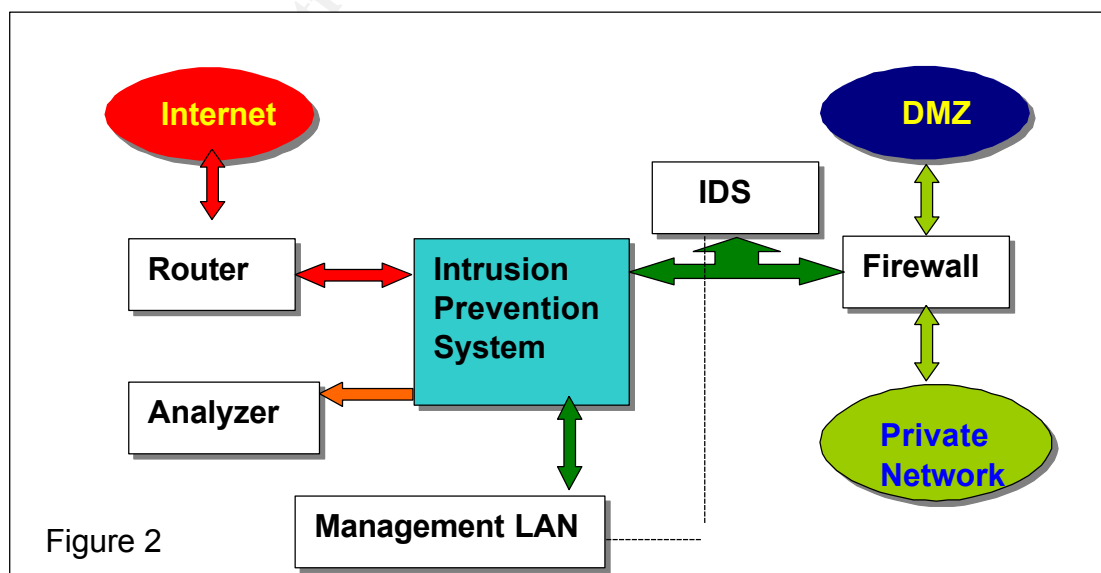 Internet
DMZ
IDS
Router
Intrusion
Prevention
System
Firewall
Analyzer
Private
Network
Management LAN
Figure 2